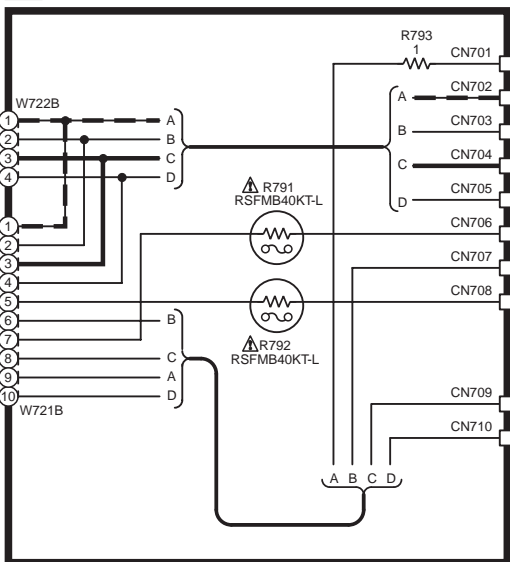 R793
1
CN701
CN702
W722B
1
A
A
2
B
B
CN703
3
C
C
CN704
4
D
D
CN705
⚠ R791
RSFMB40KT-L
1
CN706
2
3
CN707
4
5
CN708
6
B
7
⚠ R792
RSFMB40KT-L
8
C
9
A
10
D
W721B
CN709
CN710
A B C D